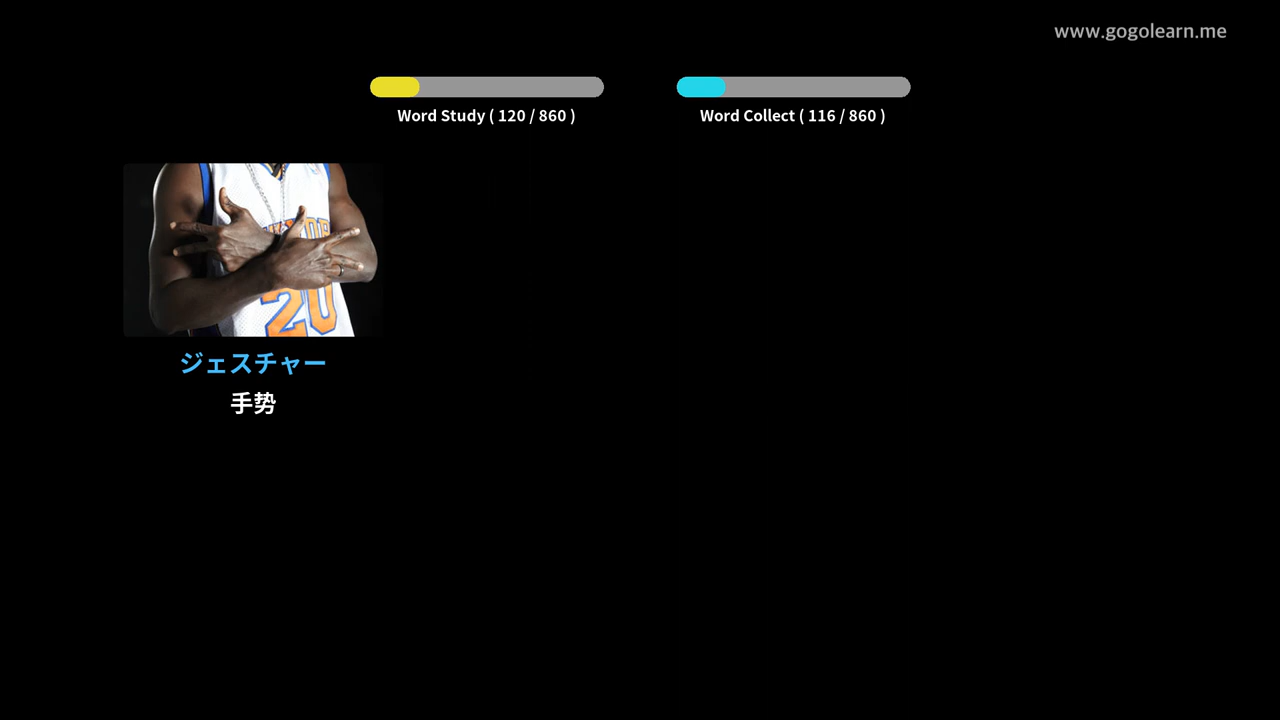 www.gogolearn.me
Word Study ( 120 / 860 )
Word Collect ( 116 / 860 )
20
ジェスチャー
手势